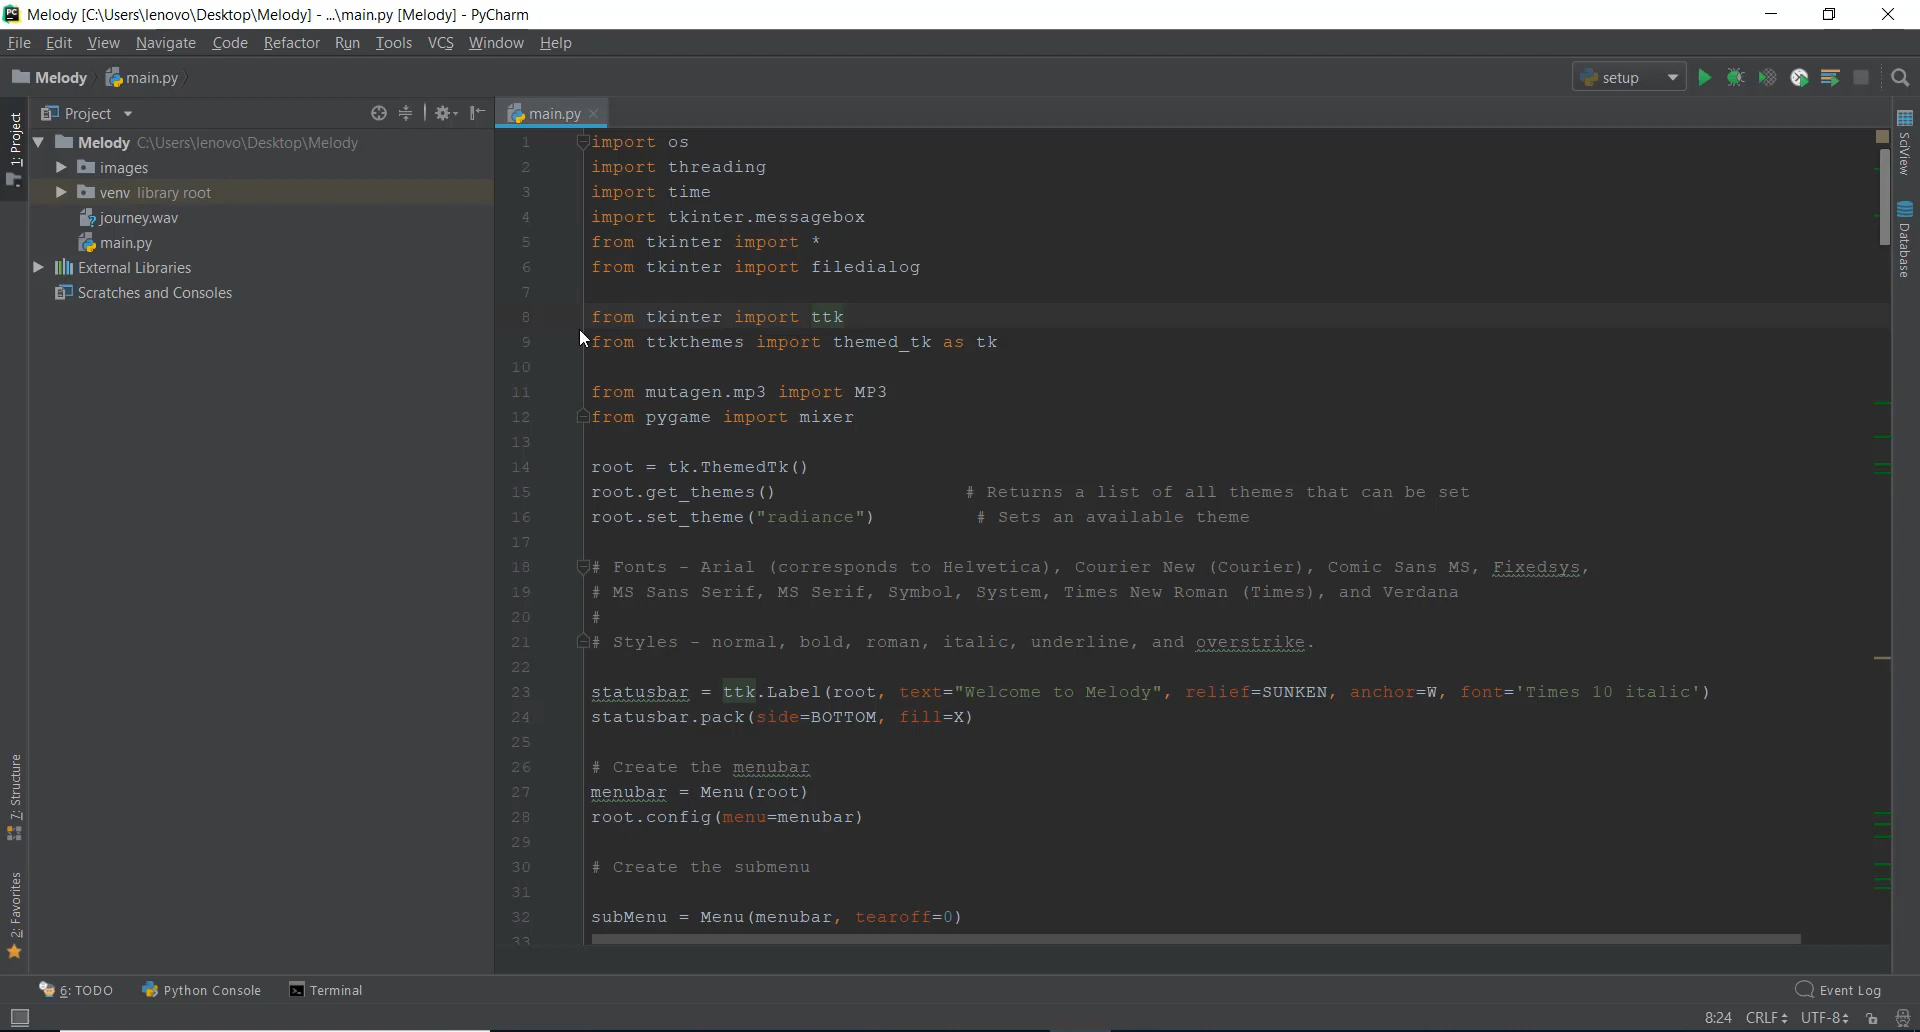 Melody [C:\Users\lenovo\Desktop\Melody] - ...\main.py [Melody] - PyCharm
File Edit View Navigate Code Refactor Run Tools VCS Window Help
Melody main.py
setup
Project
main.py
1: Project
Melody C:\Users\lenovo\Desktop\Melody
images
venv library root
journey.wav
main.py
External Libraries
Scratches and Consoles
7: Structure
2: Favorites
1 import os
2 import threading
3 import time
4 import tkinter.messagebox
5 from tkinter import *
6 from tkinter import filedialog
7
8 from tkinter import ttk
9 from ttkthemes import themed_tk as tk
10
11 from mutagen.mp3 import MP3
12 from pygame import mixer
13
14 root = tk.ThemedTk()
15 root.get_themes() # Returns a list of all themes that can be set
16 root.set_theme("radiance") # Sets an available theme
17
18 # Fonts - Arial (corresponds to Helvetica), Courier New (Courier), Comic Sans MS, Fixedsys,
19 # MS Sans Serif, MS Serif, Symbol, System, Times New Roman (Times), and Verdana
20 #
21 # Styles - normal, bold, roman, italic, underline, and overstrike.
22
23 statusbar = ttk.Label(root, text="Welcome to Melody", relief=SUNKEN, anchor=W, font='Times 10 italic')
24 statusbar.pack(side=BOTTOM, fill=X)
25
26 # Create the menubar
27 menubar = Menu(root)
28 root.config(menu=menubar)
29
30 # Create the submenu
31
32 subMenu = Menu(menubar, tearoff=0)
33
SciView
Database
6: TODO Python Console Terminal
Event Log
8:24 CRLF UTF-8